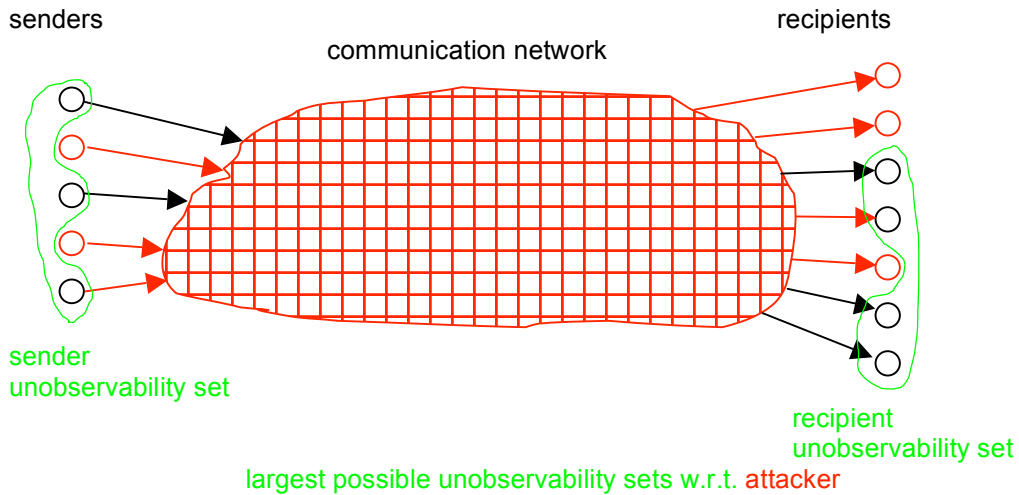 senders
recipients
communication network
sender
unobservability set
recipient
unobservability set
largest possible unobservability sets w.r.t. attacker